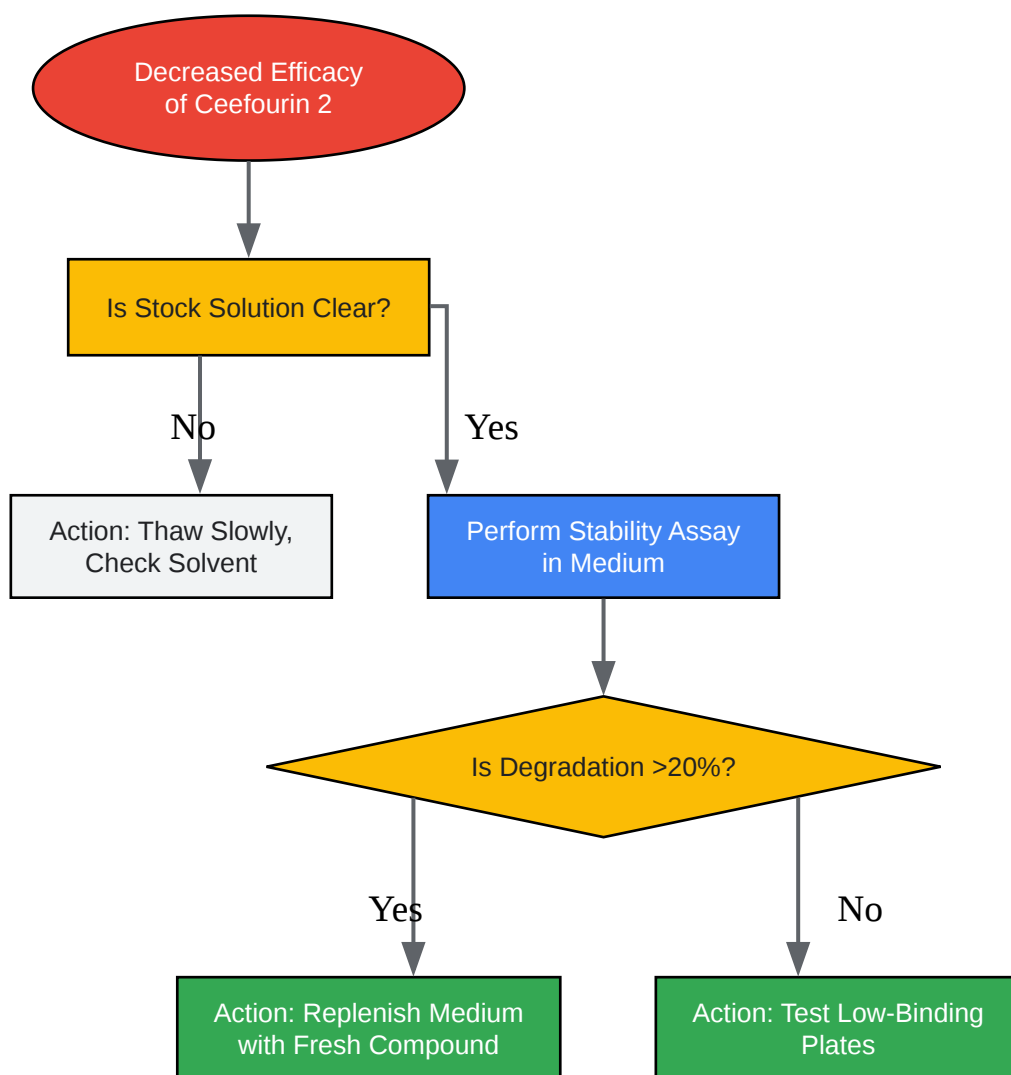 Decreased Efficacy
of Ceefourin 2
Is Stock Solution Clear?
No
Yes
Action: Thaw Slowly,
Check Solvent
Perform Stability Assay
in Medium
Is Degradation >20%?
Yes
No
Action: Replenish Medium
with Fresh Compound
Action: Test Low-Binding
Plates